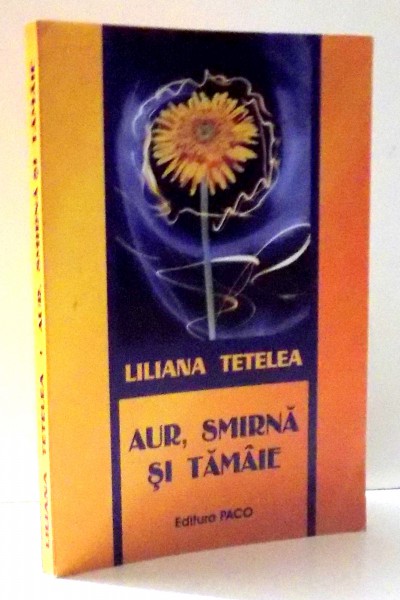 LILIANA TETELEA
AUR, SMIRNĂ
ŞI TĂMÂIE
Editura PACO
LILIANA TETELEA • AUR, SMIRNĂ ŞI TĂMÂIE